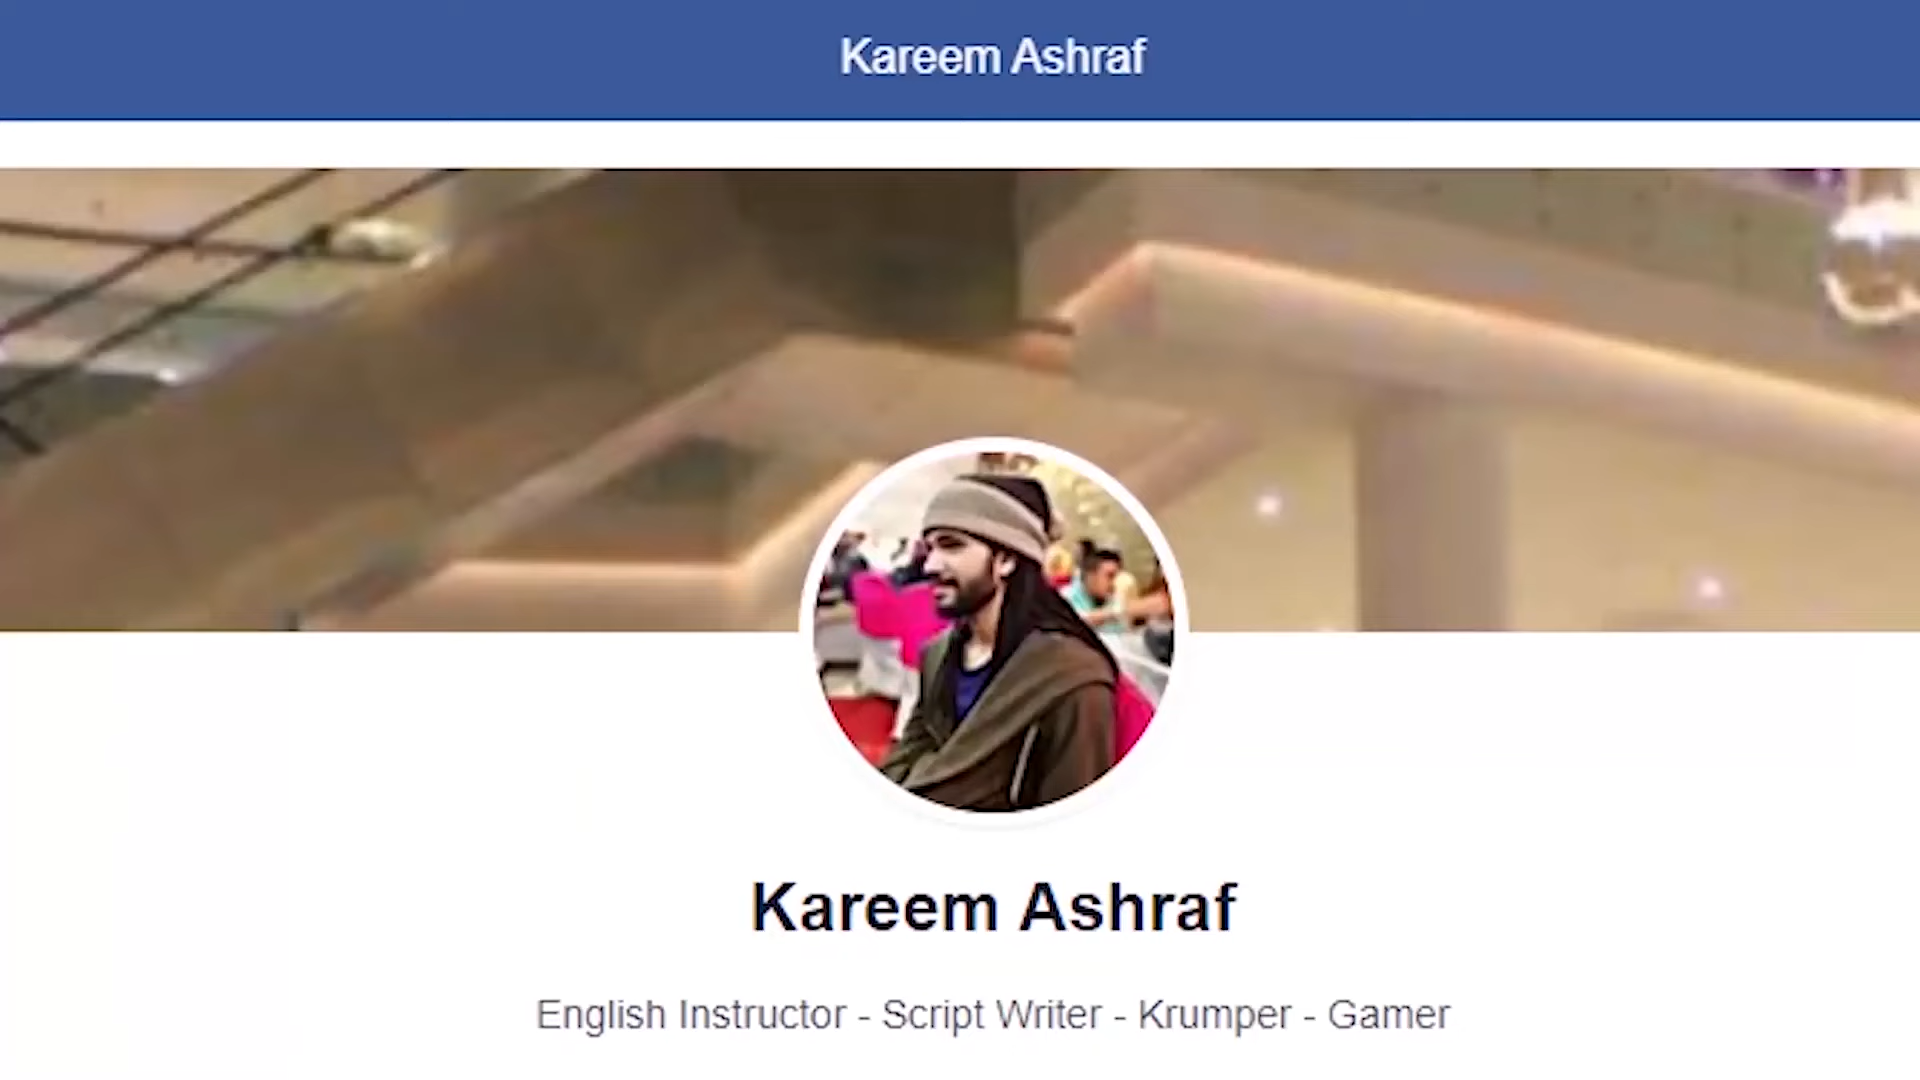 Kareem Ashraf
Kareem Ashraf
English Instructor - Script Writer - Krumper - Gamer